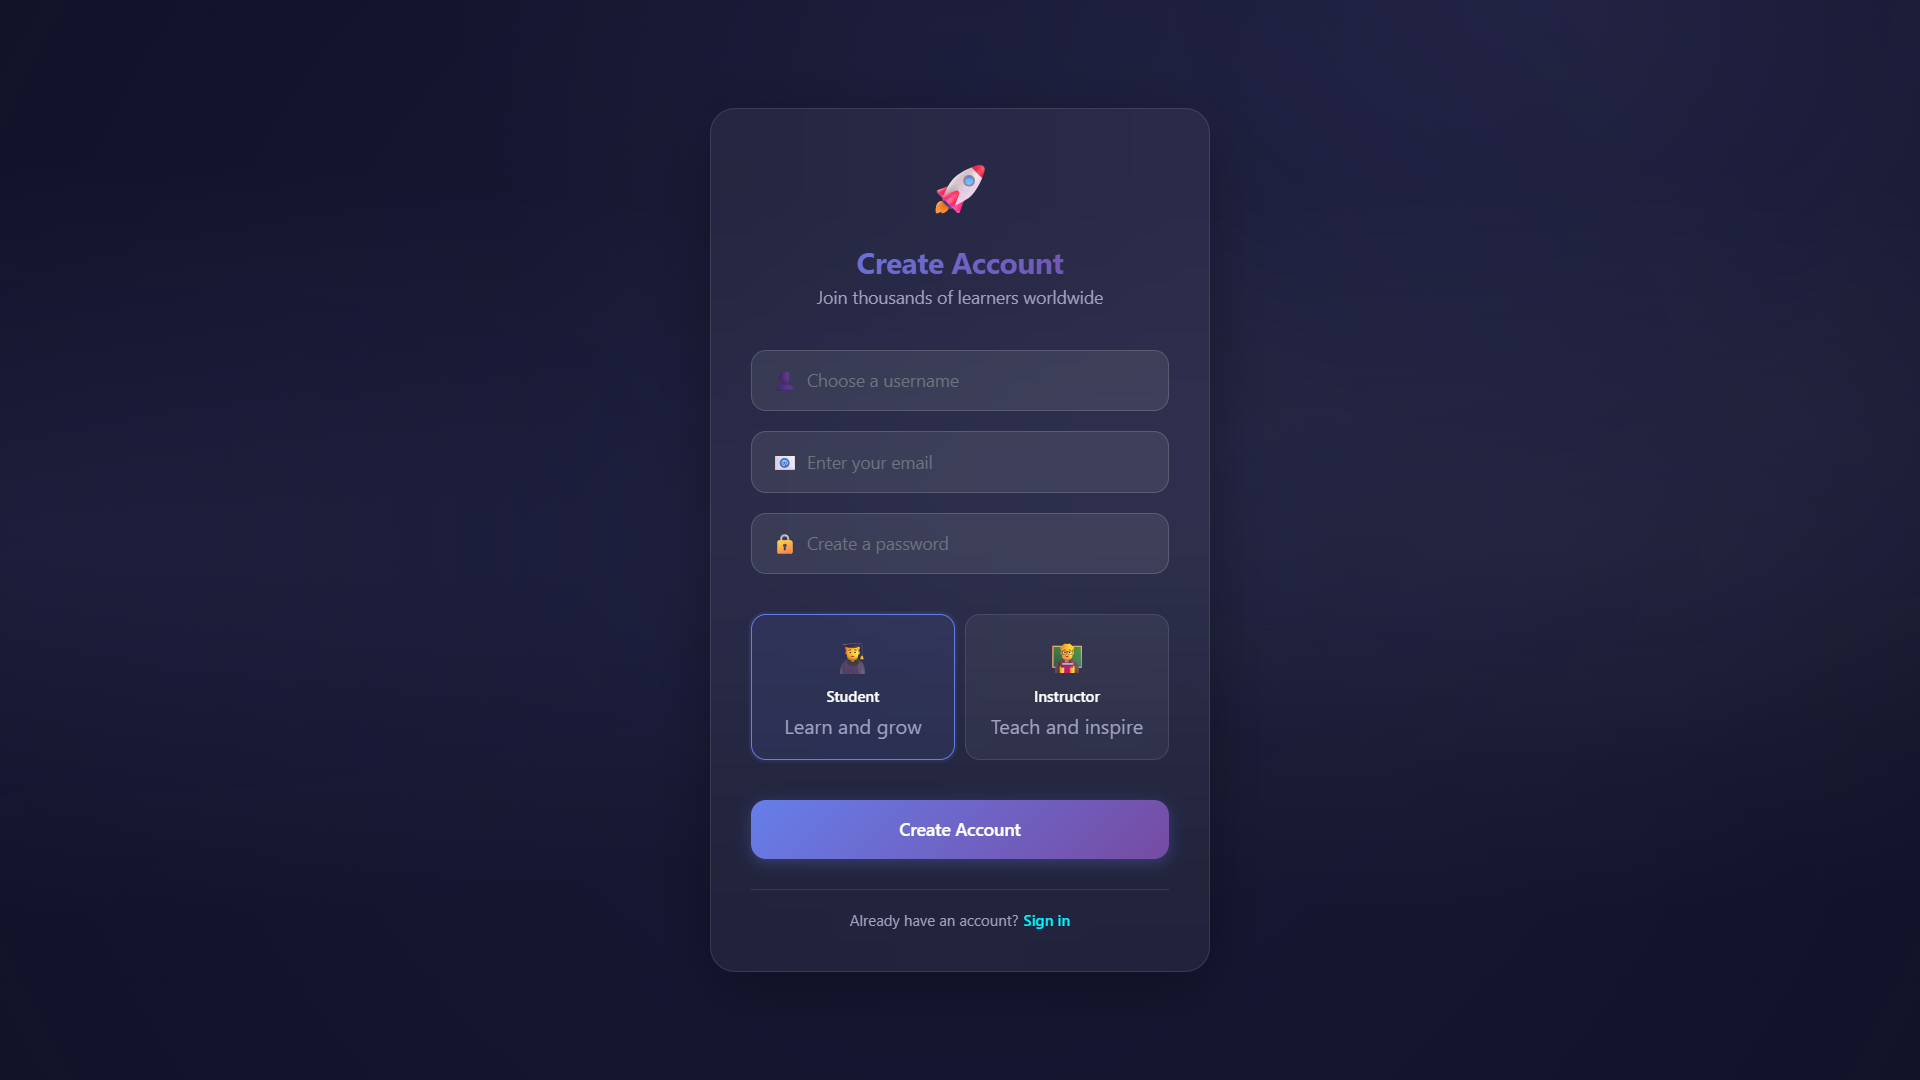 Create Account
Join thousands of learners worldwide
Choose a username
Enter your email
Create a password
Student
Learn and grow
Instructor
Teach and inspire
Create Account
Already have an account? Sign in